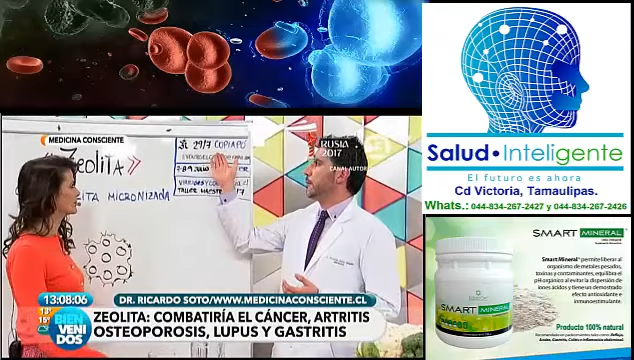 MEDICINA CONSCIENTE
"Zeolita"
MICRONIZADA
29/7 COPIAPO
RUSIA
2017
CANAL AUTOR
13:08:06
BIEN
VENI
DOS
DR. RICARDO SOTO/WWW.MEDICINACONSCIENTE.CL
ZEOLITA: COMBATIRÍA EL CÁNCER, ARTRITIS
OSTEOPOROSIS, LUPUS Y GASTRITIS
Salud•Inteligente
El futuro es ahora
Cd Victoria, Tamaulipas.
Whats.: 044-834-267-2427 y 044-834-267-2426
SMART MINERAL
Smart Mineral® permite liberar al
organismo de metales pesados,
toxinas y contaminantes, equilibra el
pH orgánico al evitar la dispersión de
iones ácidos y tiene un demostrado
efecto antioxidante e
inmunoestimulante.
SMART MINERAL
Producto 100% natural